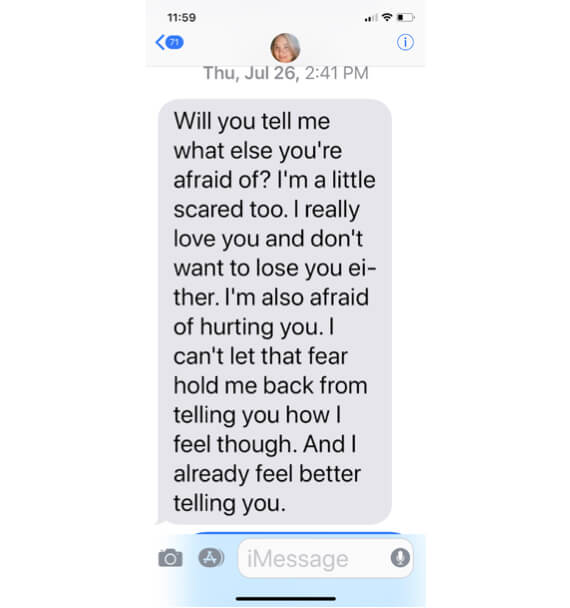 11:59
71
Thu, Jul 26, 2:41 PM
Will you tell me
what else you're
afraid of? I'm a little
scared too. I really
love you and don't
want to lose you ei-
ther. I'm also afraid
of hurting you. I
can't let that fear
hold me back from
telling you how I
feel though. And I
already feel better
telling you.
iMessage